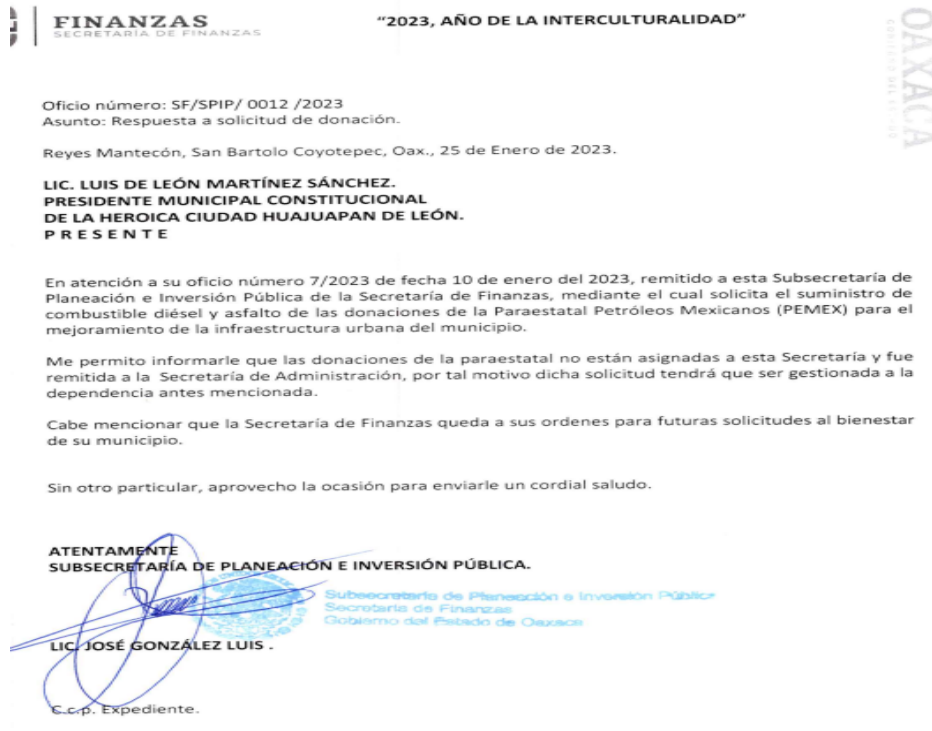 FINANZAS
SECRETARÍA DE FINANZAS
“2023, AÑO DE LA INTERCULTURALIDAD”
OAXACA
Oficio número: SF/SPIP/ 0012 /2023
Asunto: Respuesta a solicitud de donación.
Reyes Mantecón, San Bartolo Coyotepec, Oax., 25 de Enero de 2023.
LIC. LUIS DE LEÓN MARTÍNEZ SÁNCHEZ.
PRESIDENTE MUNICIPAL CONSTITUCIONAL
DE LA HEROICA CIUDAD HUAJUAPAN DE LEÓN.
P R E S E N T E
En atención a su oficio número 7/2023 de fecha 10 de enero del 2023, remitido a esta Subsecretaría de
Planeación e Inversión Pública de la Secretaría de Finanzas, mediante el cual solicita el suministro de
combustible diésel y asfalto de las donaciones de la Paraestatal Petróleos Mexicanos (PEMEX) para el
mejoramiento de la infraestructura urbana del municipio.
Me permito informarle que las donaciones de la paraestatal no están asignadas a esta Secretaría y fue
remitida a la Secretaría de Administración, por tal motivo dicha solicitud tendrá que ser gestionada a la
dependencia antes mencionada.
Cabe mencionar que la Secretaría de Finanzas queda a sus ordenes para futuras solicitudes al bienestar
de su municipio.
Sin otro particular, aprovecho la ocasión para enviarle un cordial saludo.
ATENTAMENTE
SUBSECRETARÍA DE PLANEACIÓN E INVERSIÓN PÚBLICA.
Subsecretaría de Planeación e Inversión Pública
Secretaría de Finanzas
Gobierno del Estado de Oaxaca
LIC. JOSÉ GONZÁLEZ LUIS .
C.c.p. Expediente.